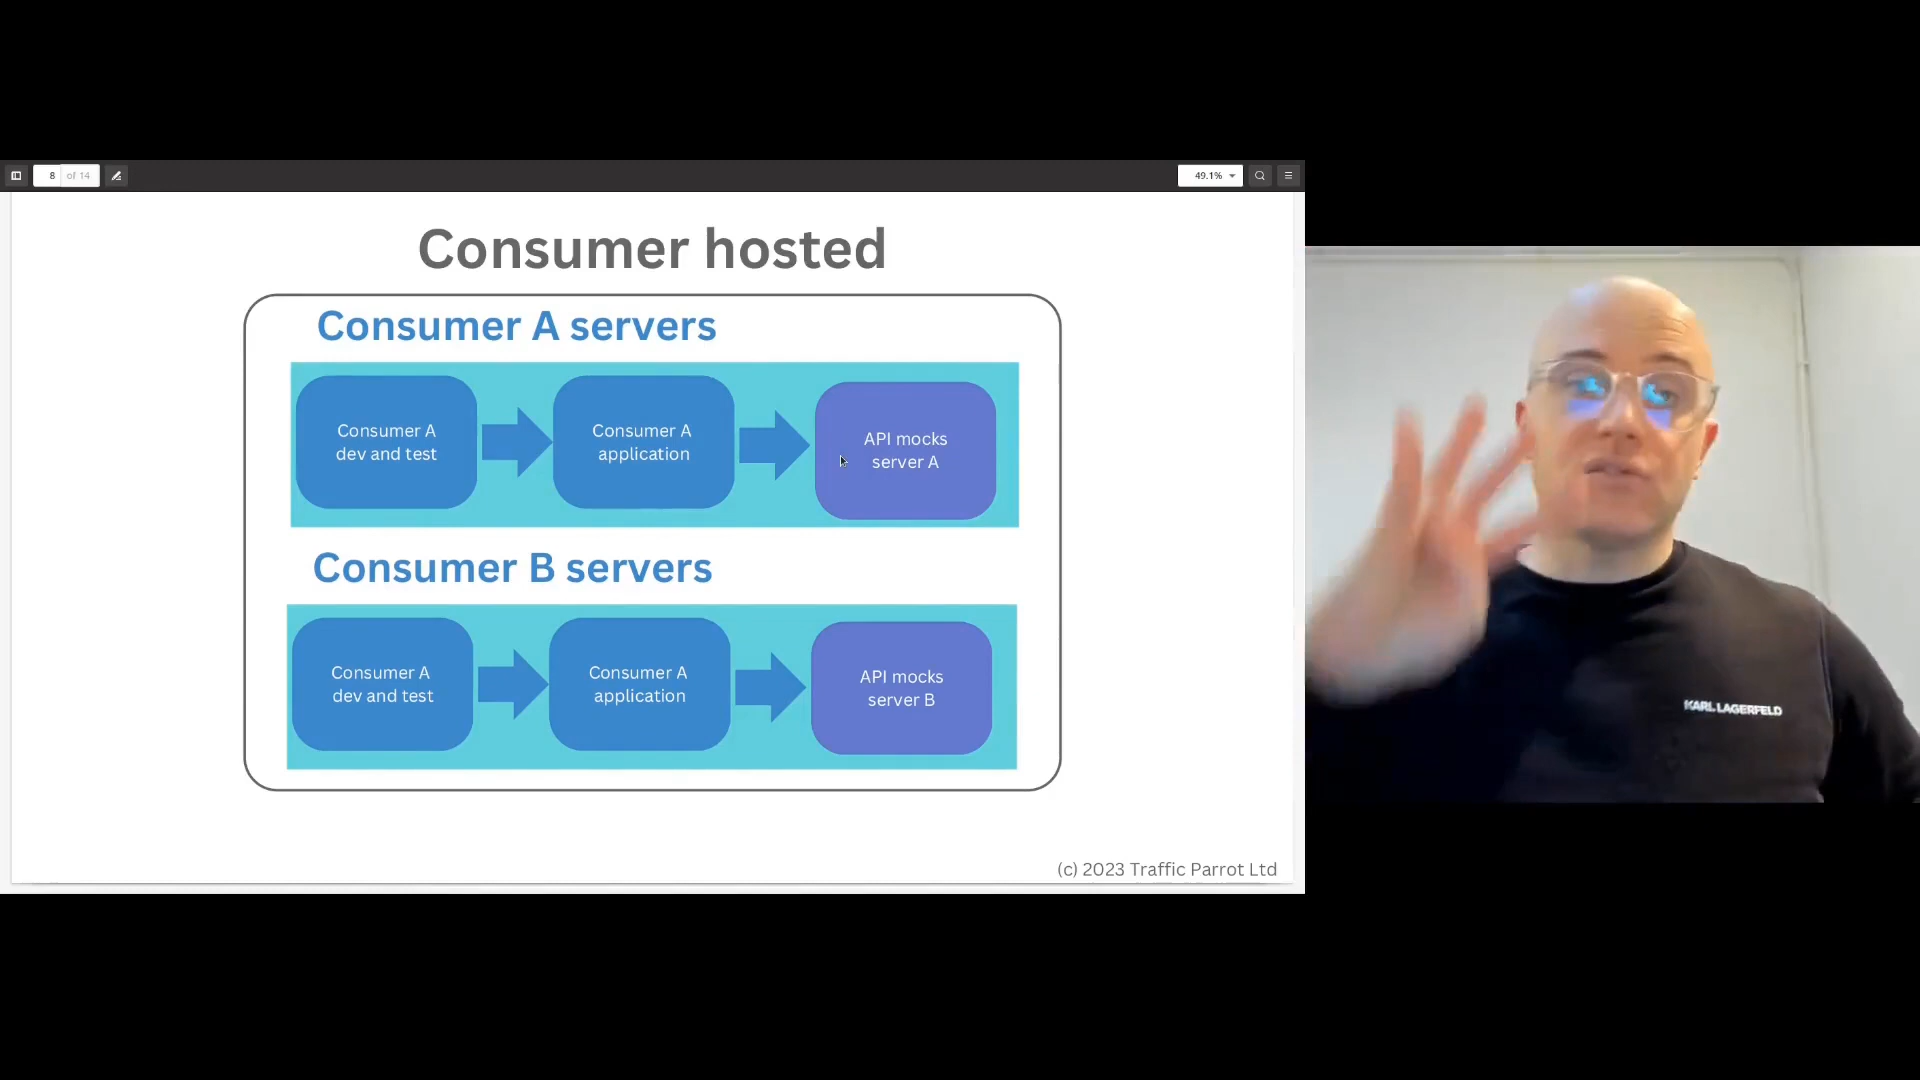 8 of 14
49.1%
Consumer hosted
Consumer A servers
Consumer A
dev and test
Consumer A
application
API mocks
server A
Consumer B servers
Consumer A
dev and test
Consumer A
application
API mocks
server B
(c) 2023 Traffic Parrot Ltd
KARL LAGERFELD